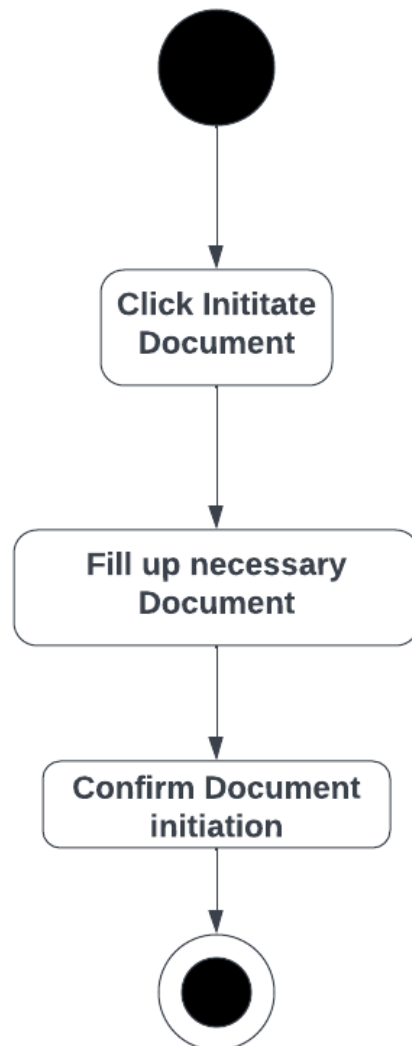 Click Inititate
Document
Fill up necessary
Document
Confirm Document
initiation